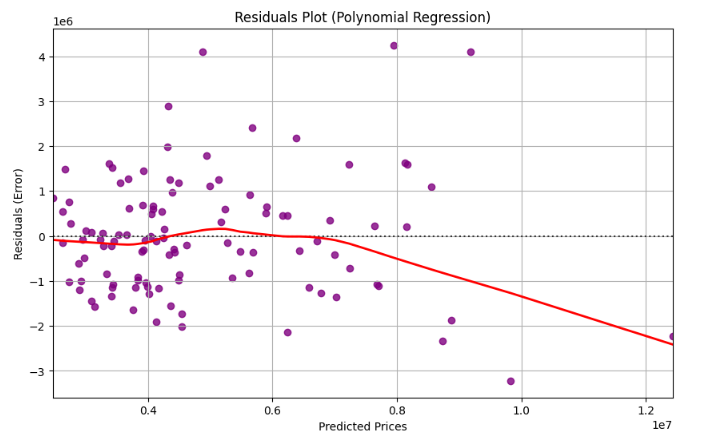 Residuals Plot (Polynomial Regression)
1e6
4
3
2
1
0
−1
−2
−3
Residuals (Error)
0.4
0.6
0.8
1.0
1.2
1e7
Predicted Prices